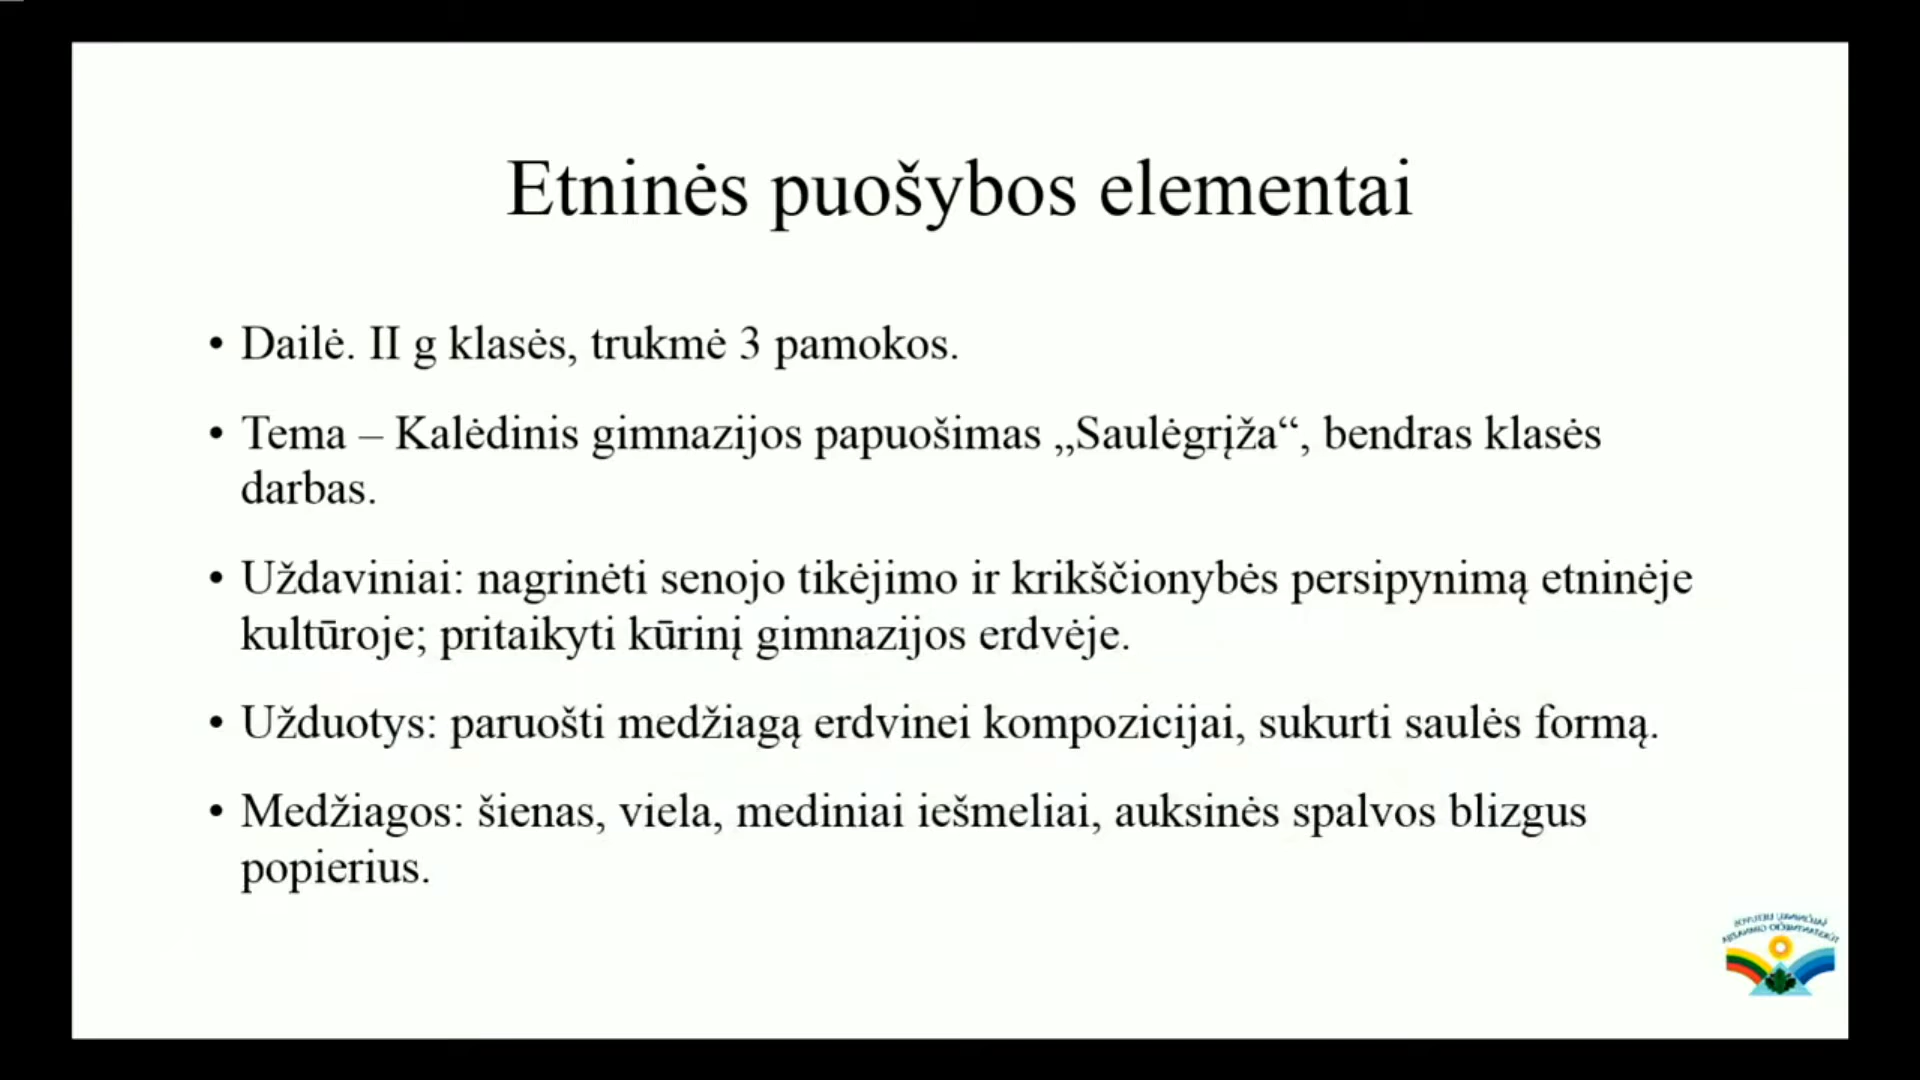 Etninės puošybos elementai
• Dailė. II g klasės, trukmė 3 pamokos.
• Tema – Kalėdinis gimnazijos papuošimas „Saulėgrįža“, bendras klasės
darbas.
• Uždaviniai: nagrinėti senojo tikėjimo ir krikščionybės persipynimą etninėje
kultūroje; pritaikyti kūrinį gimnazijos erdvėje.
• Užduotys: paruošti medžiagą erdvinei kompozicijai, sukurti saulės formą.
• Medžiagos: šienas, viela, mediniai iešmeliai, auksinės spalvos blizgus
popierius.